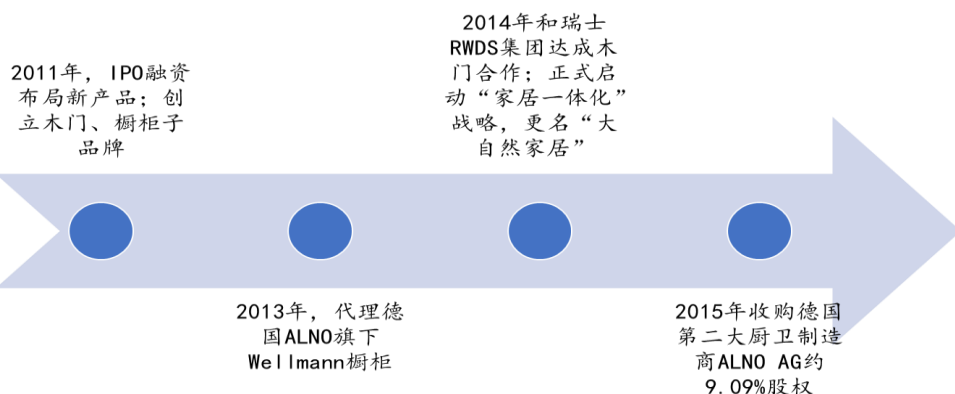 2011年，IPO融资
布局新产品；创
立木门、橱柜子
品牌
2013年，代理德
国ALNO旗下
Wellmann橱柜
2014年和瑞士
RWDS集团达成木
门合作；正式启
动“家居一体化”
战略，更名“大
自然家居”
2015年收购德国
第二大厨卫制造
商ALNO AG约
9.09%股权